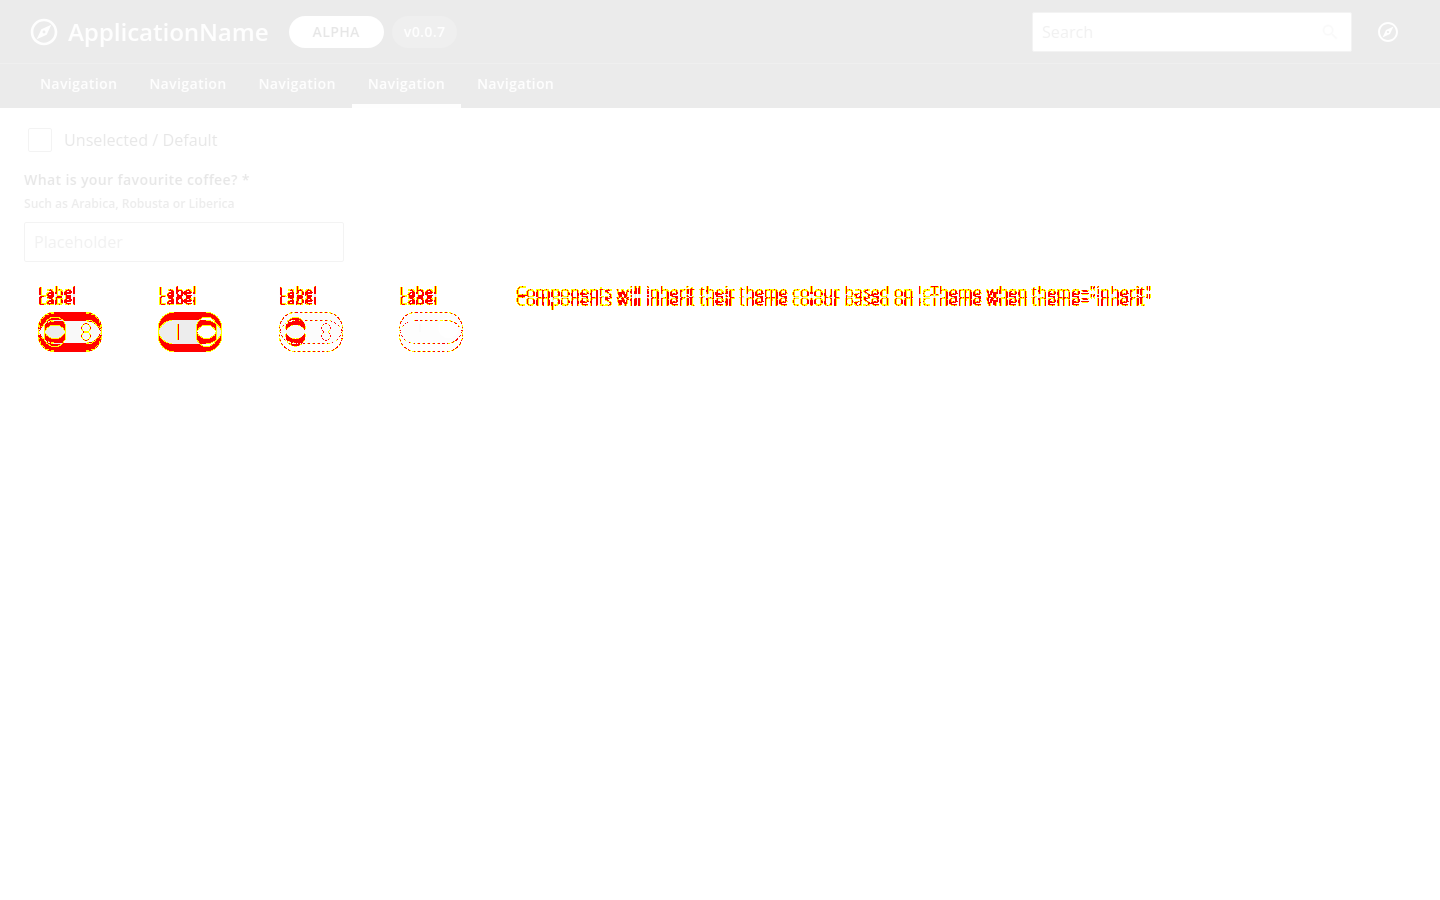 ApplicationName ALPHA v0.0.7 Search
Navigation Navigation Navigation Navigation Navigation
Unselected / Default
What is your favourite coffee? *
Such as Arabica, Robusta or Liberica
Placeholder
Label Label Label Label Components will inherit their theme colour based on IcTheme when theme="inherit"